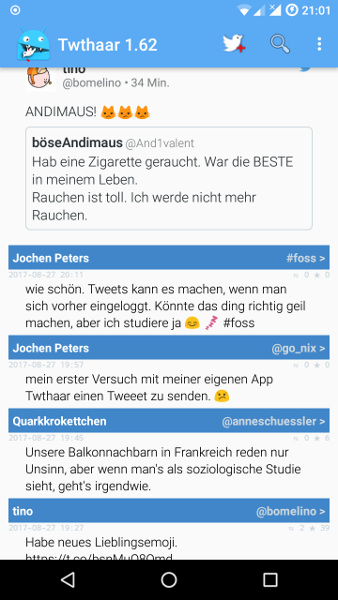 21:01
Twthaar 1.62
tino
@bomelino • 34 Min.
ANDIMAUS! 🦊🦊🦊
böseAndimaus @And1valent
Hab eine Zigarette geraucht. War die BESTE
in meinem Leben.
Rauchen ist toll. Ich werde nicht mehr
Rauchen.
Jochen Peters #foss >
2017-08-27 20:11 0 ★ 0
wie schön. Tweets kann es machen, wenn man
sich vorher eingeloggt. Könnte das ding richtig geil
machen, aber ich studiere ja 😊 🍡 #foss
Jochen Peters @go_nix >
2017-08-27 19:57 0 ★ 0
mein erster Versuch mit meiner eigenen App
Twthaar einen Tweeet zu senden. 😕
Quarkkrokettchen @anneschuessler >
2017-08-27 19:45 0 ★ 6
Unsere Balkonnachbarn in Frankreich reden nur
Unsinn, aber wenn man's als soziologische Studie
sieht, geht's irgendwie.
tino @bomelino >
2017-08-27 19:27 2 ★ 39
Habe neues Lieblingsemoji.
https://t.co/bsnMuO8Omd